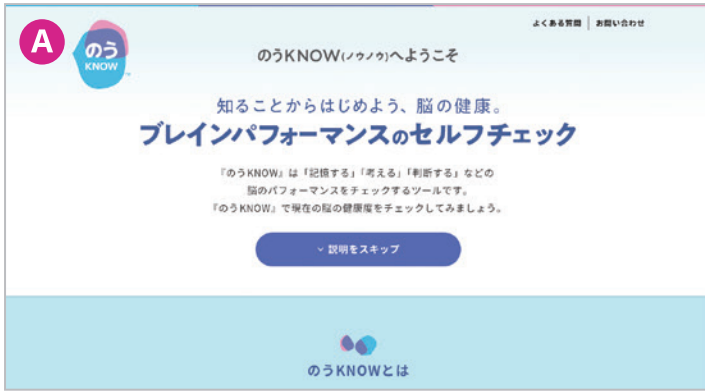 A
のう
KNOW
よくある質問 | お問い合わせ
のうKNOW(ノウノウ)へようこそ
知ることからはじめよう、脳の健康。
ブレインパフォーマンスのセルフチェック
『のうKNOW』は「記憶する」「考える」「判断する」などの
脳のパフォーマンスをチェックするツールです。
『のうKNOW』で現在の脳の健康度をチェックしてみましょう。
説明をスキップ
のうKNOWとは